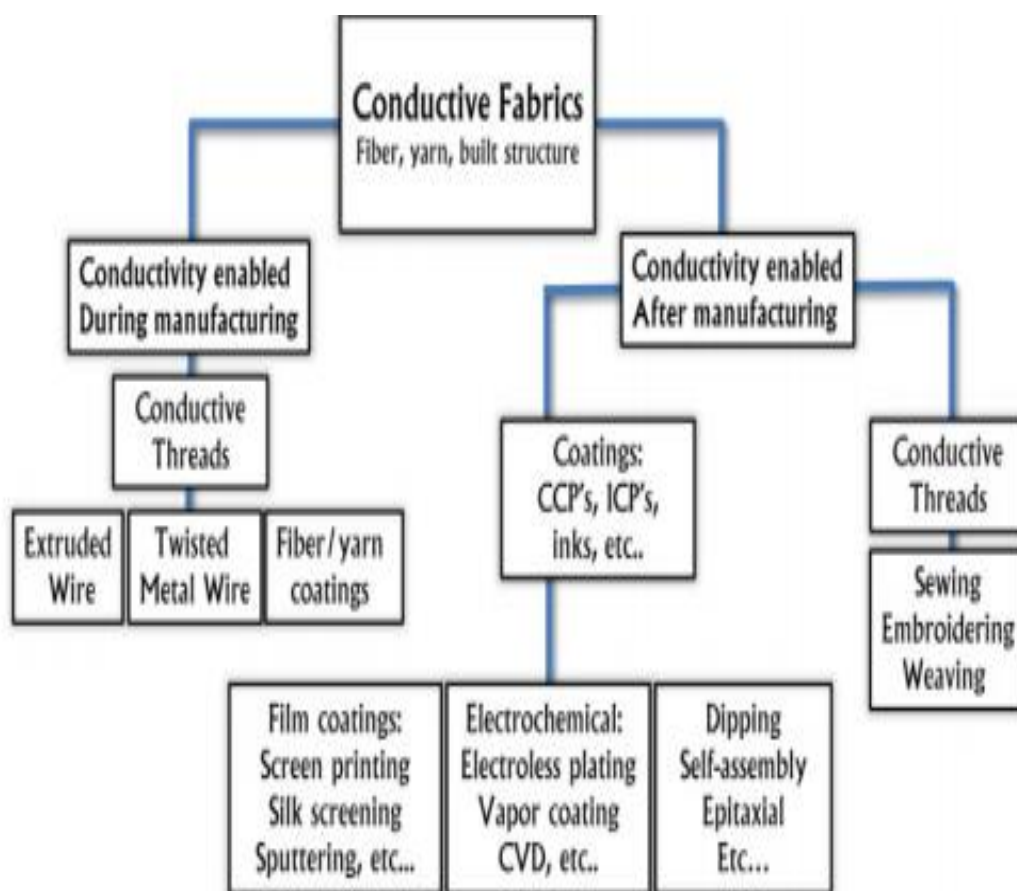 Conductive Fabrics
Fiber, yarn, built structure
Conductivity enabled
During manufacturing
Conductivity enabled
After manufacturing
Conductive
Threads
Extruded
Wire
Twisted
Metal Wire
Fiber/yarn
coatings
Coatings:
CCP's, ICP's,
inks, etc..
Conductive
Threads
Sewing
Embroidering
Weaving
Film coatings:
Screen printing
Silk screening
Sputtering, etc...
Electrochemical:
Electroless plating
Vapor coating
CVD, etc..
Dipping
Self-assembly
Epitaxial
Etc...